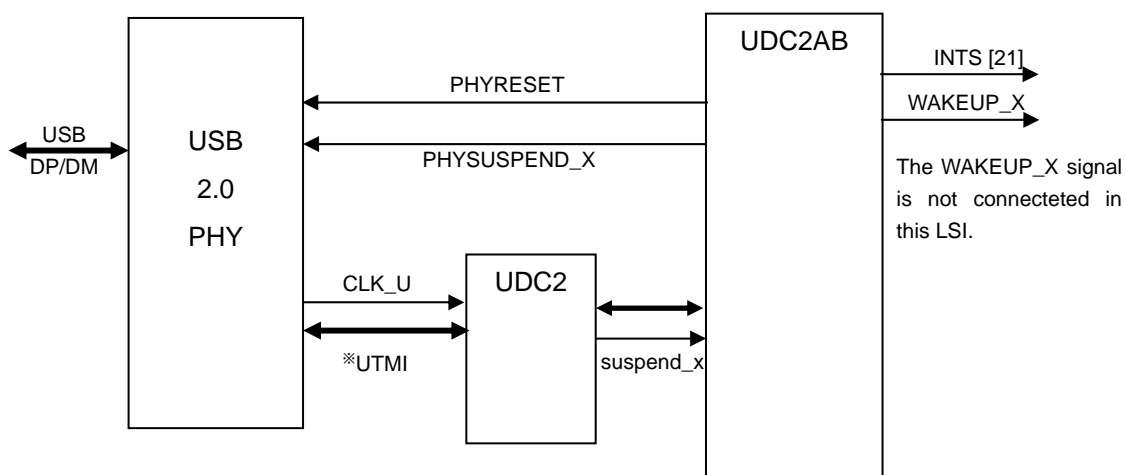 UDC2AB
INTS [21]
PHYRESET
WAKEUP_X
USB
DP/DM
USB
2.0
PHY
PHYSUSPEND_X
The WAKEUP_X signal
is not connecteted in
this LSI.
CLK_U
UDC2
※UTMI
suspend_x